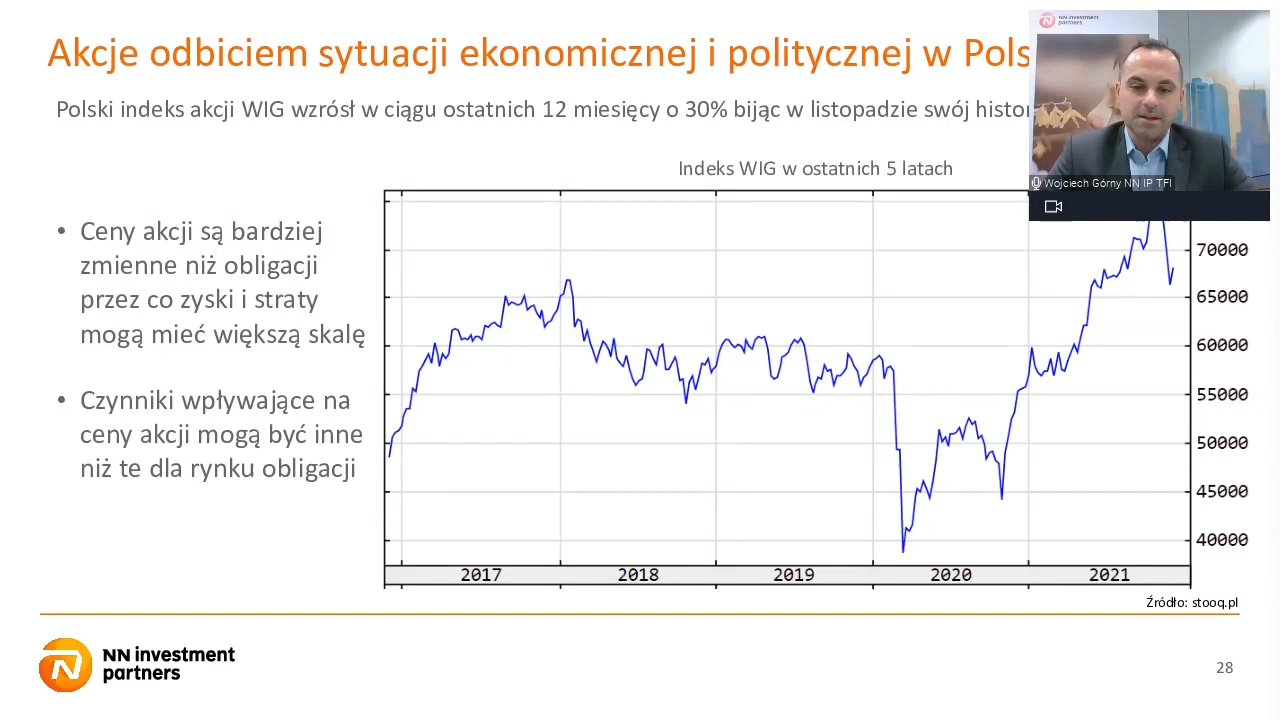 Akcje odbiciem sytuacji ekonomicznej i politycznej w Pols
Polski indeks akcji WIG wzrósł w ciągu ostatnich 12 miesięcy o 30% bijąc w listopadzie swój histor
NN investment
partners
Wojciech Górny NN IP TFI
Indeks WIG w ostatnich 5 latach
• Ceny akcji są bardziej
zmienne niż obligacji
przez co zyski i straty
mogą mieć większą skalę
• Czynniki wpływające na
ceny akcji mogą być inne
niż te dla rynku obligacji
70000
65000
60000
55000
50000
45000
40000
2017 2018 2019 2020 2021
Źródło: stooq.pl
NN investment
partners
28